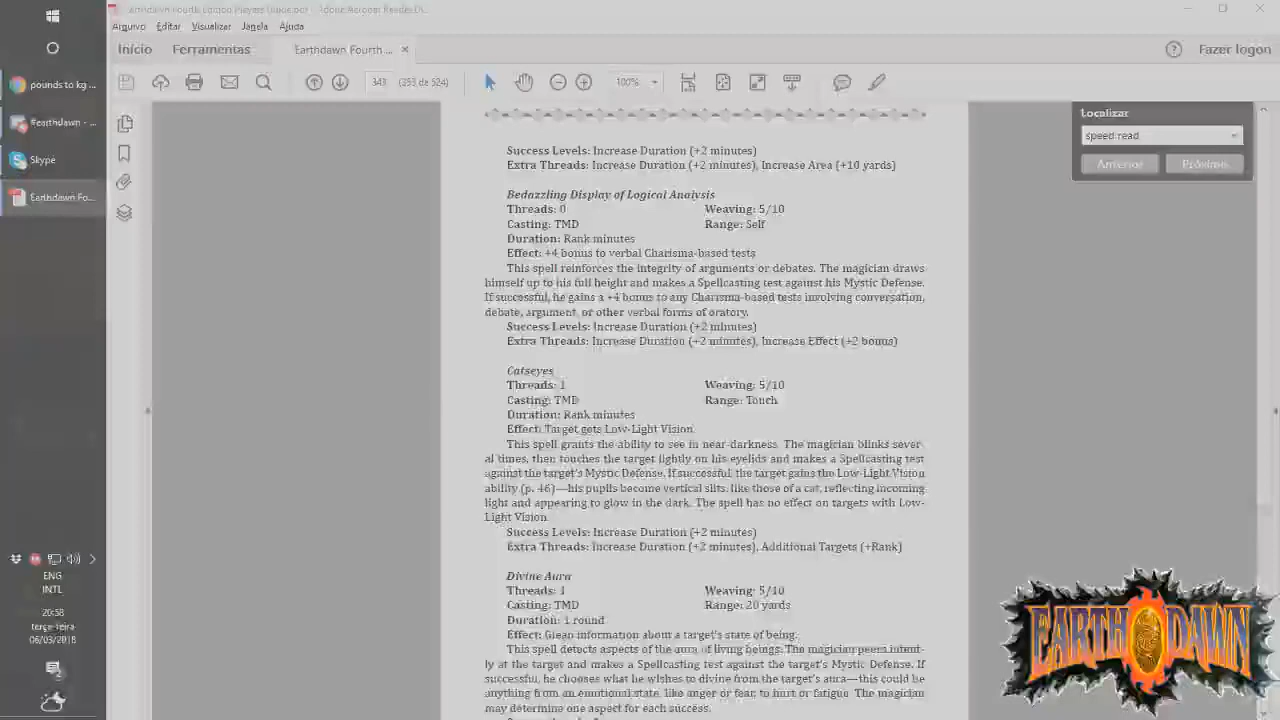 Earthdawn Fourth Edition Players Guide.pdf - Adobe Acrobat Reader D...
Arquivo Editar Visualizar Janela Ajuda
Início Ferramentas Earthdawn Fourth ... × Fazer logon
343 (353 de 524) 100%
pounds to kg ...
Earthdawn - ...
Skype
Earthdawn Fo...
Localizar
speed read
Anterior Próximo
Success Levels: Increase Duration (+2 minutes)
Extra Threads: Increase Duration (+2 minutes), Increase Area (+10 yards)
Bedazzling Display of Logical Analysis
Threads: 0 Weaving: 5/10
Casting: TMD Range: Self
Duration: Rank minutes
Effect: +4 bonus to verbal Charisma-based tests
This spell reinforces the integrity of arguments or debates. The magician draws
himself up to his full height and makes a Spellcasting test against his Mystic Defense.
If successful, he gains a +4 bonus to any Charisma-based tests involving conversation,
debate, argument, or other verbal forms of oratory.
Success Levels: Increase Duration (+2 minutes)
Extra Threads: Increase Duration (+2 minutes), Increase Effect (+2 bonus)
Catseyes
Threads: 1 Weaving: 5/10
Casting: TMD Range: Touch
Duration: Rank minutes
Effect: Target gets Low-Light Vision
This spell grants the ability to see in near-darkness. The magician blinks sever-
al times, then touches the target lightly on his eyelids and makes a Spellcasting test
against the target's Mystic Defense. If successful, the target gains the Low-Light Vision
ability (p. 46)—his pupils become vertical slits, like those of a cat, reflecting incoming
light and appearing to glow in the dark. The spell has no effect on targets with Low-
Light Vision.
Success Levels: Increase Duration (+2 minutes)
Extra Threads: Increase Duration (+2 minutes), Additional Targets (+Rank)
Divine Aura
Threads: 1 Weaving: 5/10
Casting: TMD Range: 20 yards
Duration: 1 round
Effect: Glean information about a target's state of being.
This spell detects aspects of the aura of living beings. The magician peers intent-
ly at the target and makes a Spellcasting test against the target's Mystic Defense. If
successful, he chooses what he wishes to divine from the target's aura—this could be
anything from an emotional state, like anger or fear, to hurt or fatigue. The magician
may determine one aspect for each success.
ENG
INTL
20:58
terça-feira
06/03/2018
EARTHDAWN